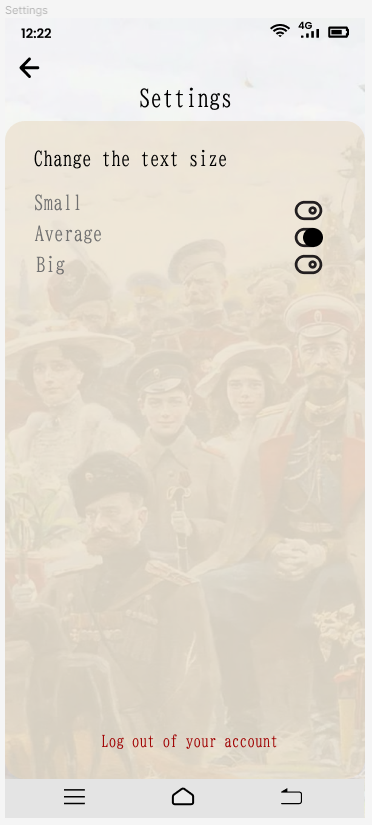 Settings
12:22
4G
Settings
Change the text size
Small
Average
Big
Log out of your account